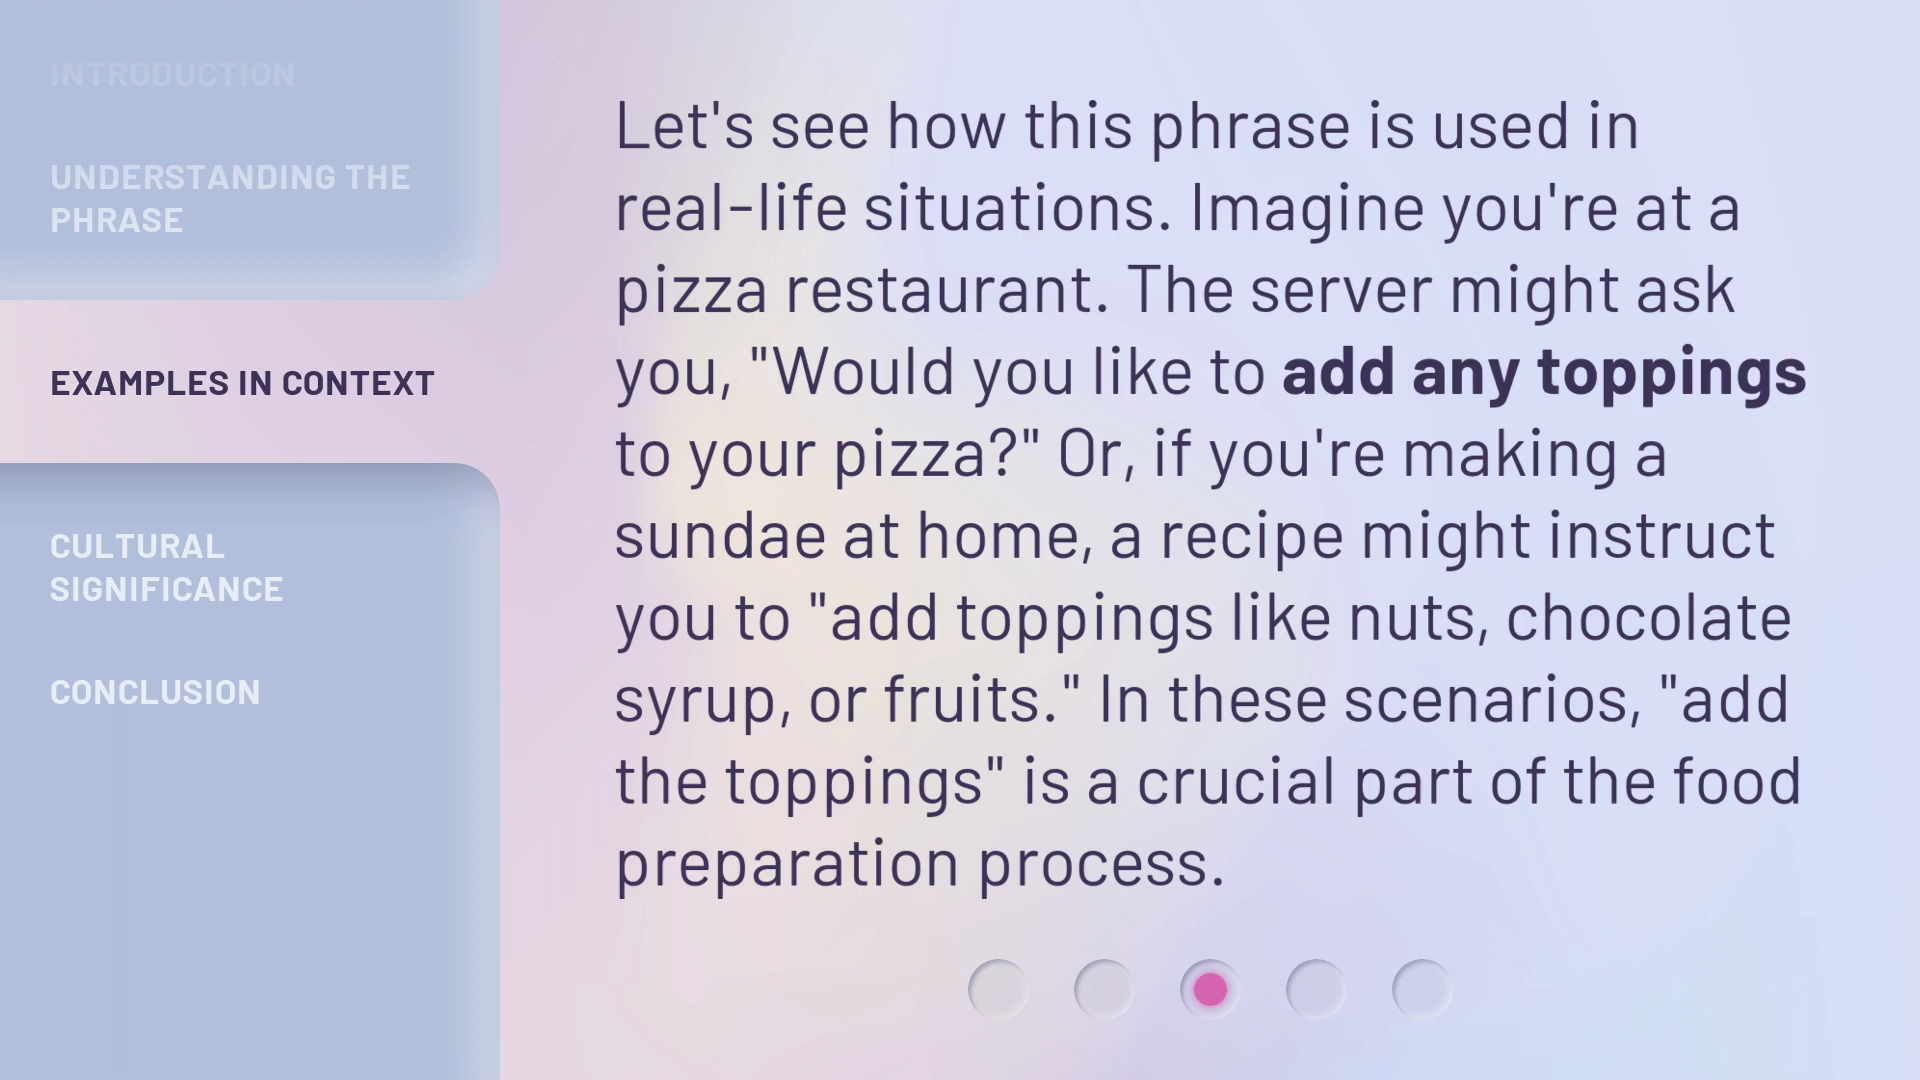 INTRODUCTION
UNDERSTANDING THE
PHRASE
EXAMPLES IN CONTEXT
CULTURAL
SIGNIFICANCE
CONCLUSION
Let's see how this phrase is used in
real-life situations. Imagine you're at a
pizza restaurant. The server might ask
you, "Would you like to add any toppings
to your pizza?" Or, if you're making a
sundae at home, a recipe might instruct
you to "add toppings like nuts, chocolate
syrup, or fruits." In these scenarios, "add
the toppings" is a crucial part of the food
preparation process.